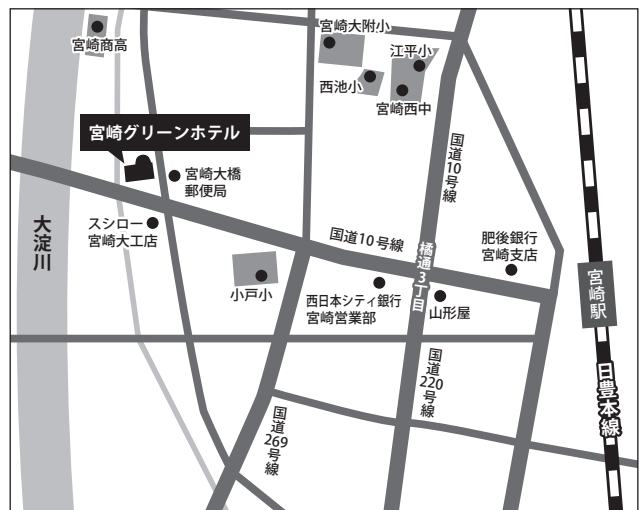 宮崎大附小
宮崎商高
江平小
西池小
宮崎西中
宮崎グリーンホテル
国道10号線
宮崎大橋
郵便局
大淀川
スシロー
宮崎大工店
国道10号線
橘通3丁目
肥後銀行
宮崎支店
宮崎駅
小戸小
西日本シティ銀行
宮崎営業部
山形屋
国道
220
号線
日豊本線
国道
269
号線